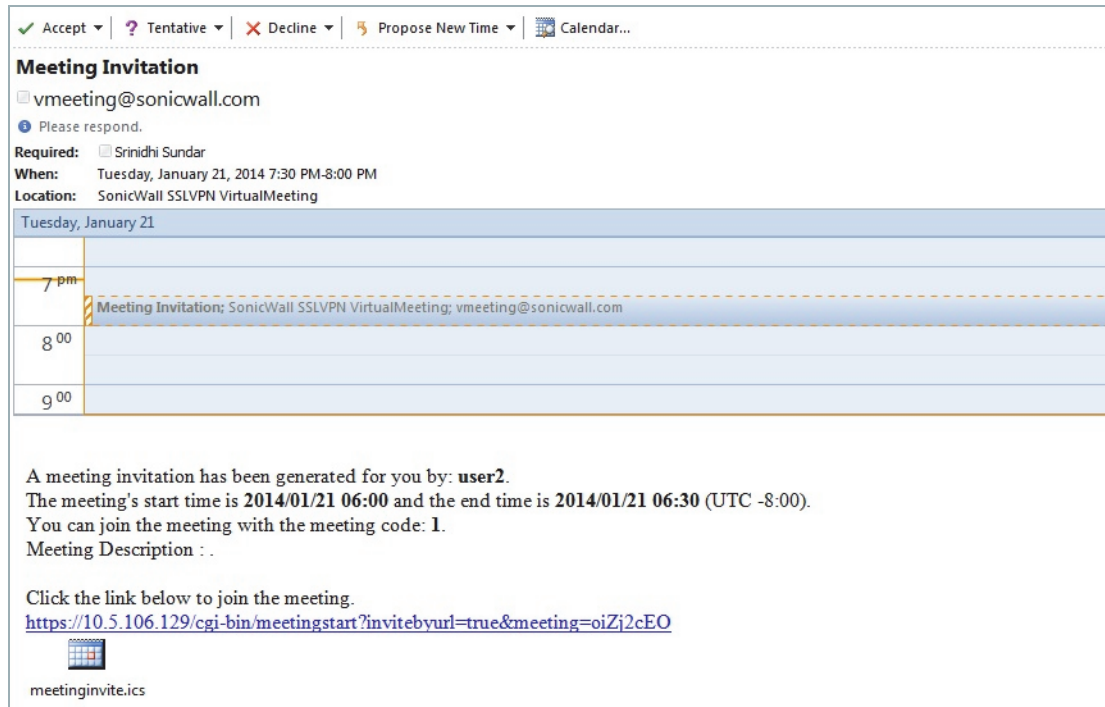 Accept Tentative Decline Propose New Time Calendar...
Meeting Invitation
vmeeting@sonicwall.com
Please respond.
Required: Srinidhi Sundar
When: Tuesday, January 21, 2014 7:30 PM-8:00 PM
Location: SonicWall SSLVPN VirtualMeeting
Tuesday, January 21
7 pm
Meeting Invitation; SonicWall SSLVPN VirtualMeeting; vmeeting@sonicwall.com
8 00
9 00
A meeting invitation has been generated for you by: user2.
The meeting's start time is 2014/01/21 06:00 and the end time is 2014/01/21 06:30 (UTC -8:00).
You can join the meeting with the meeting code: 1.
Meeting Description : .
Click the link below to join the meeting.
https://10.5.106.129/cgi-bin/meetingstart?invitebyurl=true&meeting=oiZj2cEO
meetinginvite.ics